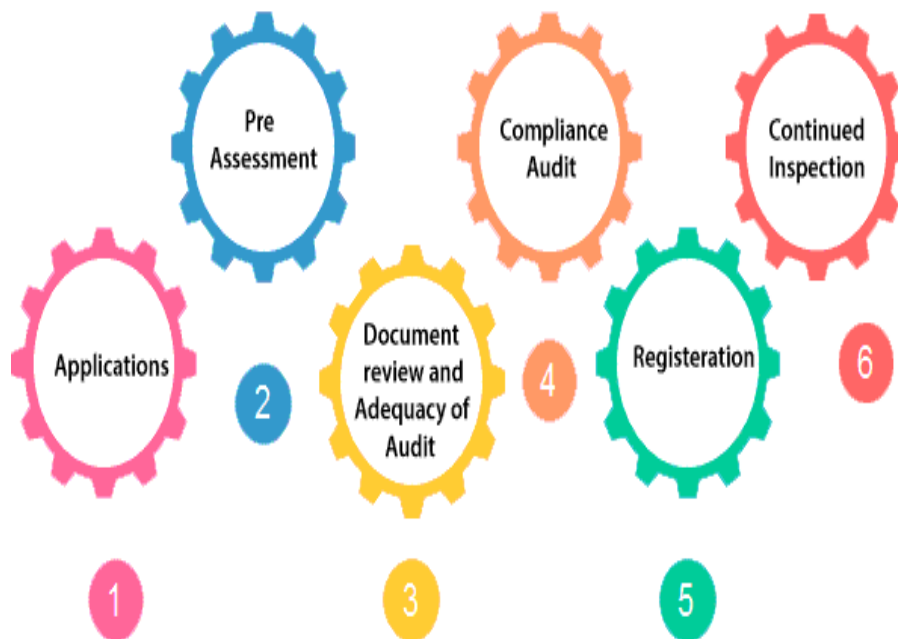 Applications
1
Pre
Assessment
2
Document
review and
Adequacy of
Audit
3
Compliance
Audit
4
Registeration
5
Continued
Inspection
6